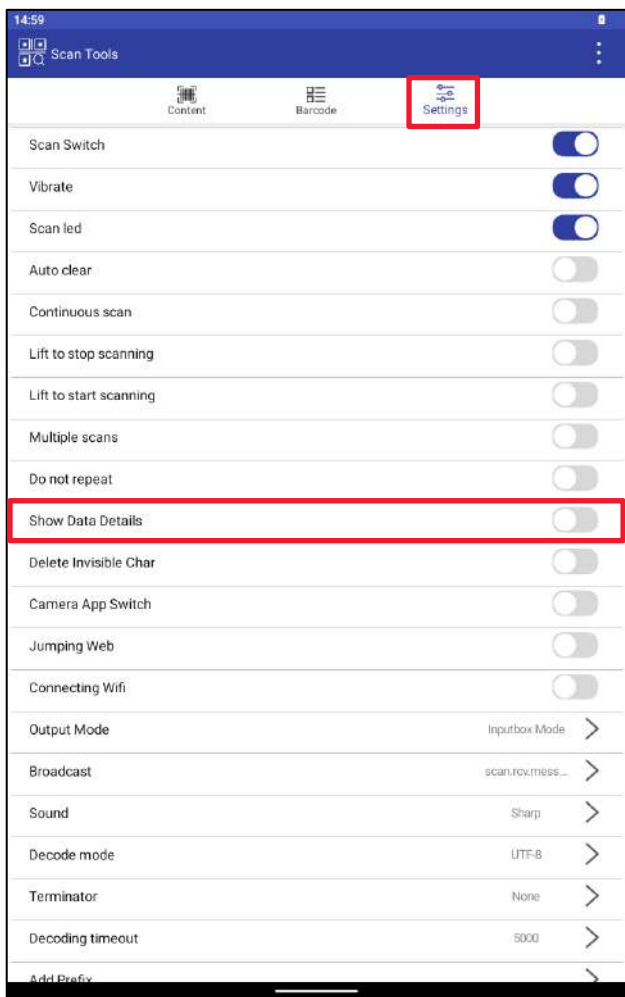 14:59
Scan Tools
Content Barcode Settings
Scan Switch
Vibrate
Scan led
Auto clear
Continuous scan
Lift to stop scanning
Lift to start scanning
Multiple scans
Do not repeat
Show Data Details
Delete Invisible Char
Camera App Switch
Jumping Web
Connecting Wifi
Output Mode Inputbox Mode
Broadcast scan.rcv.mess...
Sound Sharp
Decode mode UTF-8
Terminator None
Decoding timeout 5000
Add Prefix